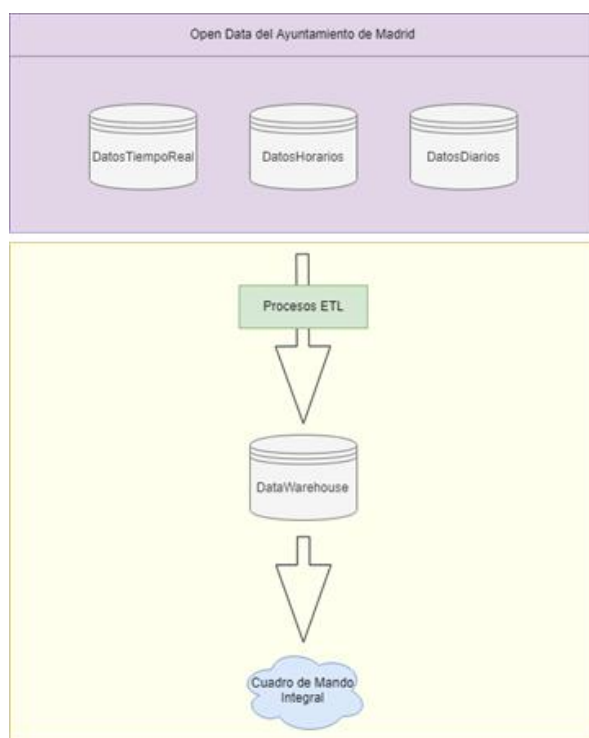 Open Data del Ayuntamiento de Madrid
DatosTiempoReal
DatosHorarios
DatosDiarios
Procesos ETL
DataWarehouse
Cuadro de Mando
Integral